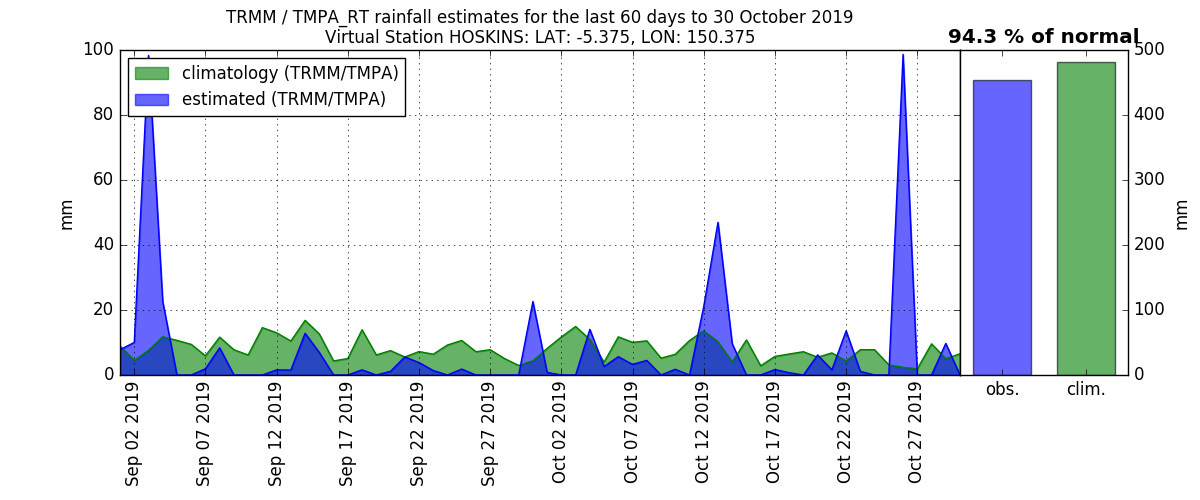 TRMM / TMPA_RT rainfall estimates for the last 60 days to 30 October 2019
Virtual Station HOSKINS: LAT: -5.375, LON: 150.375
94.3 % of normal
climatology (TRMM/TMPA)
estimated (TRMM/TMPA)
mm
100
80
60
40
20
0
Sep 02 2019
Sep 07 2019
Sep 12 2019
Sep 17 2019
Sep 22 2019
Sep 27 2019
Oct 02 2019
Oct 07 2019
Oct 12 2019
Oct 17 2019
Oct 22 2019
Oct 27 2019
obs.
clim.
500
400
300
200
100
0
mm